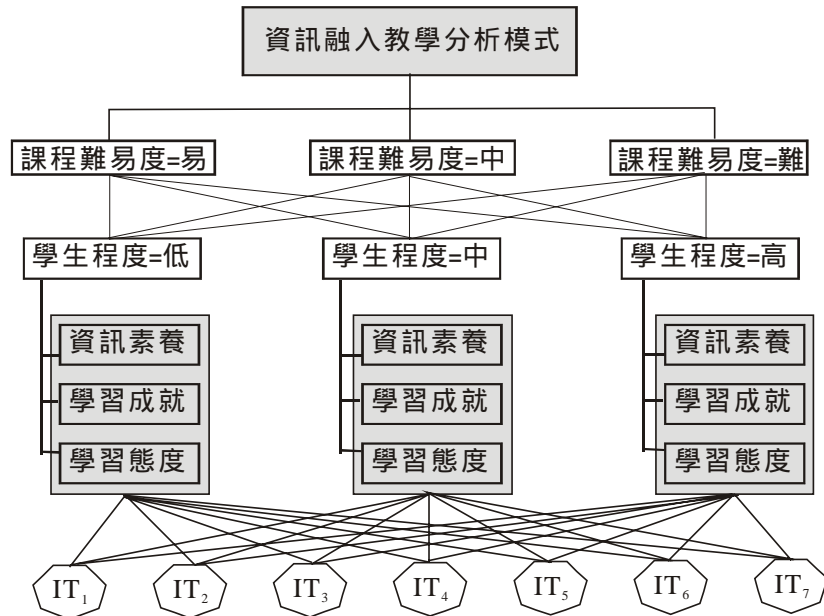 資訊融入教學分析模式
課程難易度=易 課程難易度=中 課程難易度=難
學生程度=低 學生程度=中 學生程度=高
資訊素養 資訊素養 資訊素養
學習成就 學習成就 學習成就
學習態度 學習態度 學習態度
IT₁ IT₂ IT₃ IT₄ IT₅ IT₆ IT₇